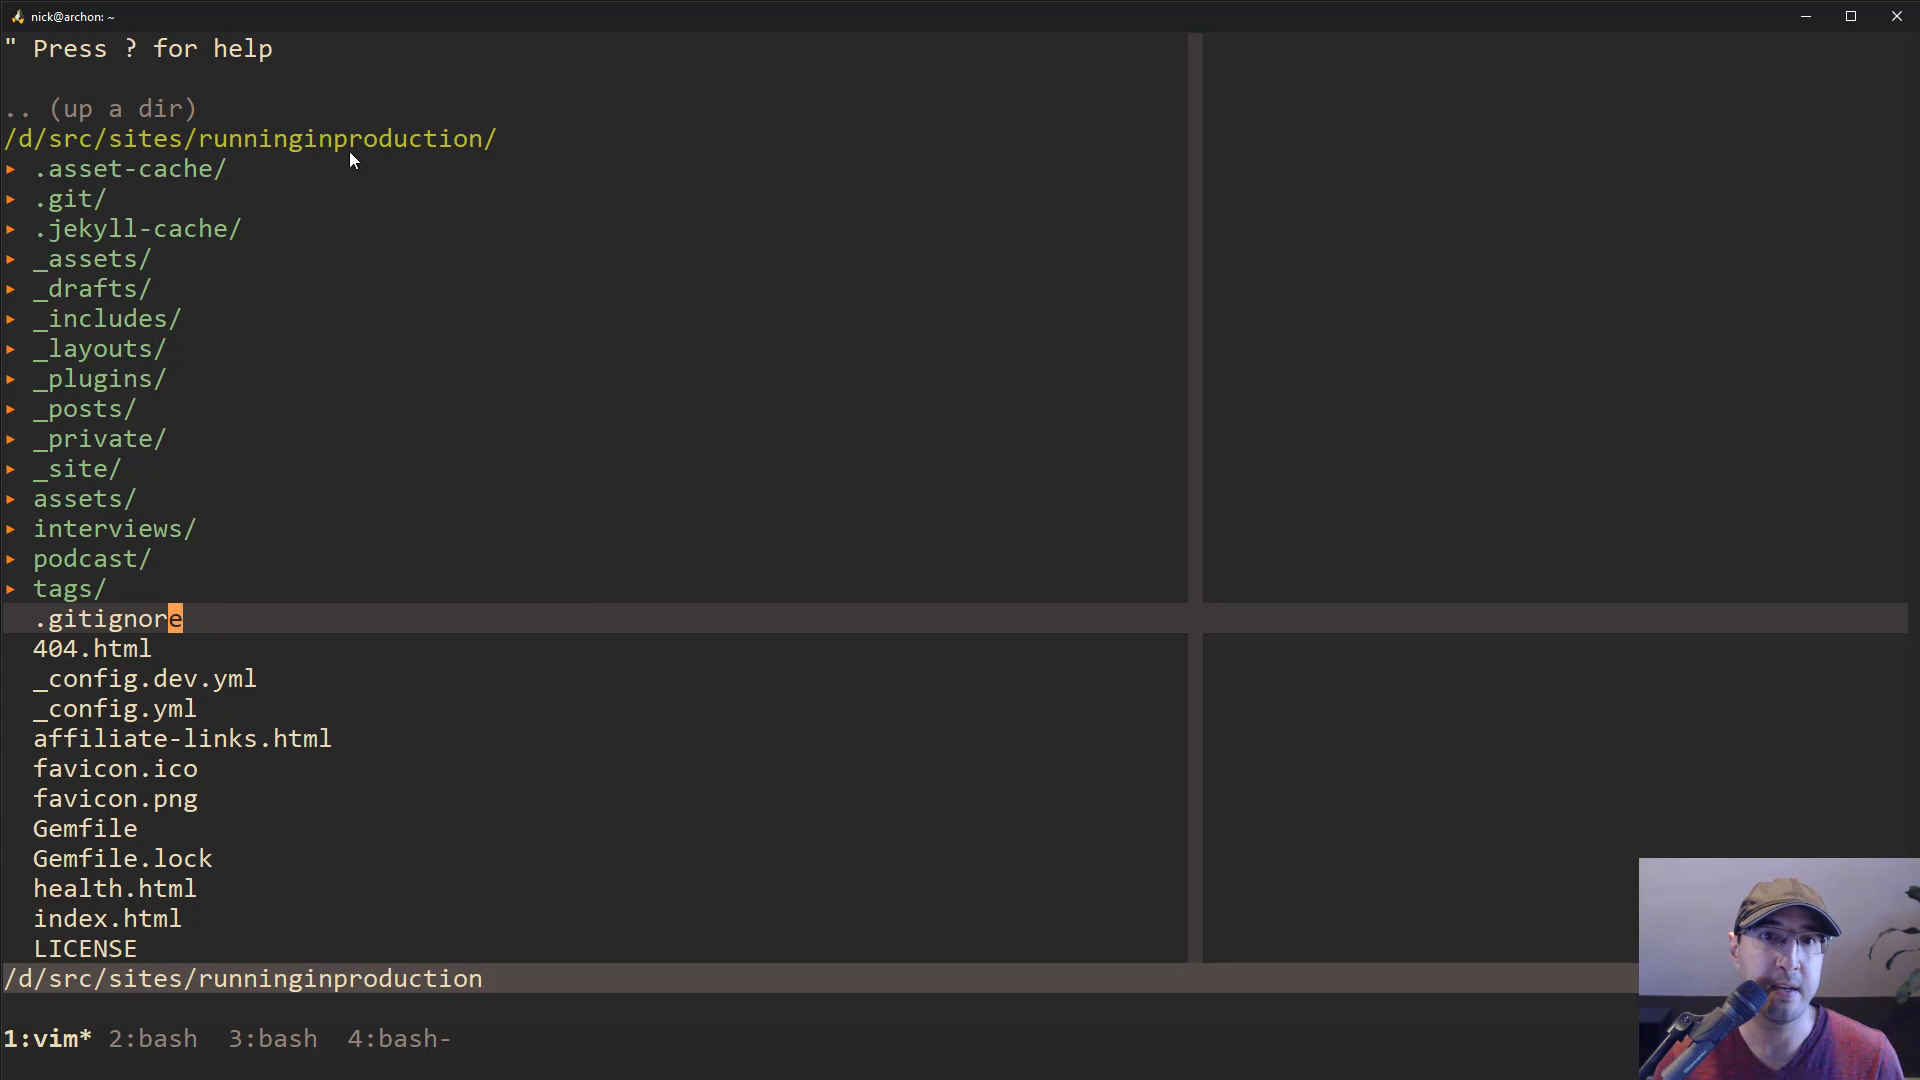 nick@archon: ~
" Press ? for help
.. (up a dir)
/d/src/sites/runninginproduction/
▸ .asset-cache/
▸ .git/
▸ .jekyll-cache/
▸ _assets/
▸ _drafts/
▸ _includes/
▸ _layouts/
▸ _plugins/
▸ _posts/
▸ _private/
▸ _site/
▸ assets/
▸ interviews/
▸ podcast/
▸ tags/
.gitignore
404.html
_config.dev.yml
_config.yml
affiliate-links.html
favicon.ico
favicon.png
Gemfile
Gemfile.lock
health.html
index.html
LICENSE
/d/src/sites/runninginproduction
1:vim* 2:bash 3:bash 4:bash-